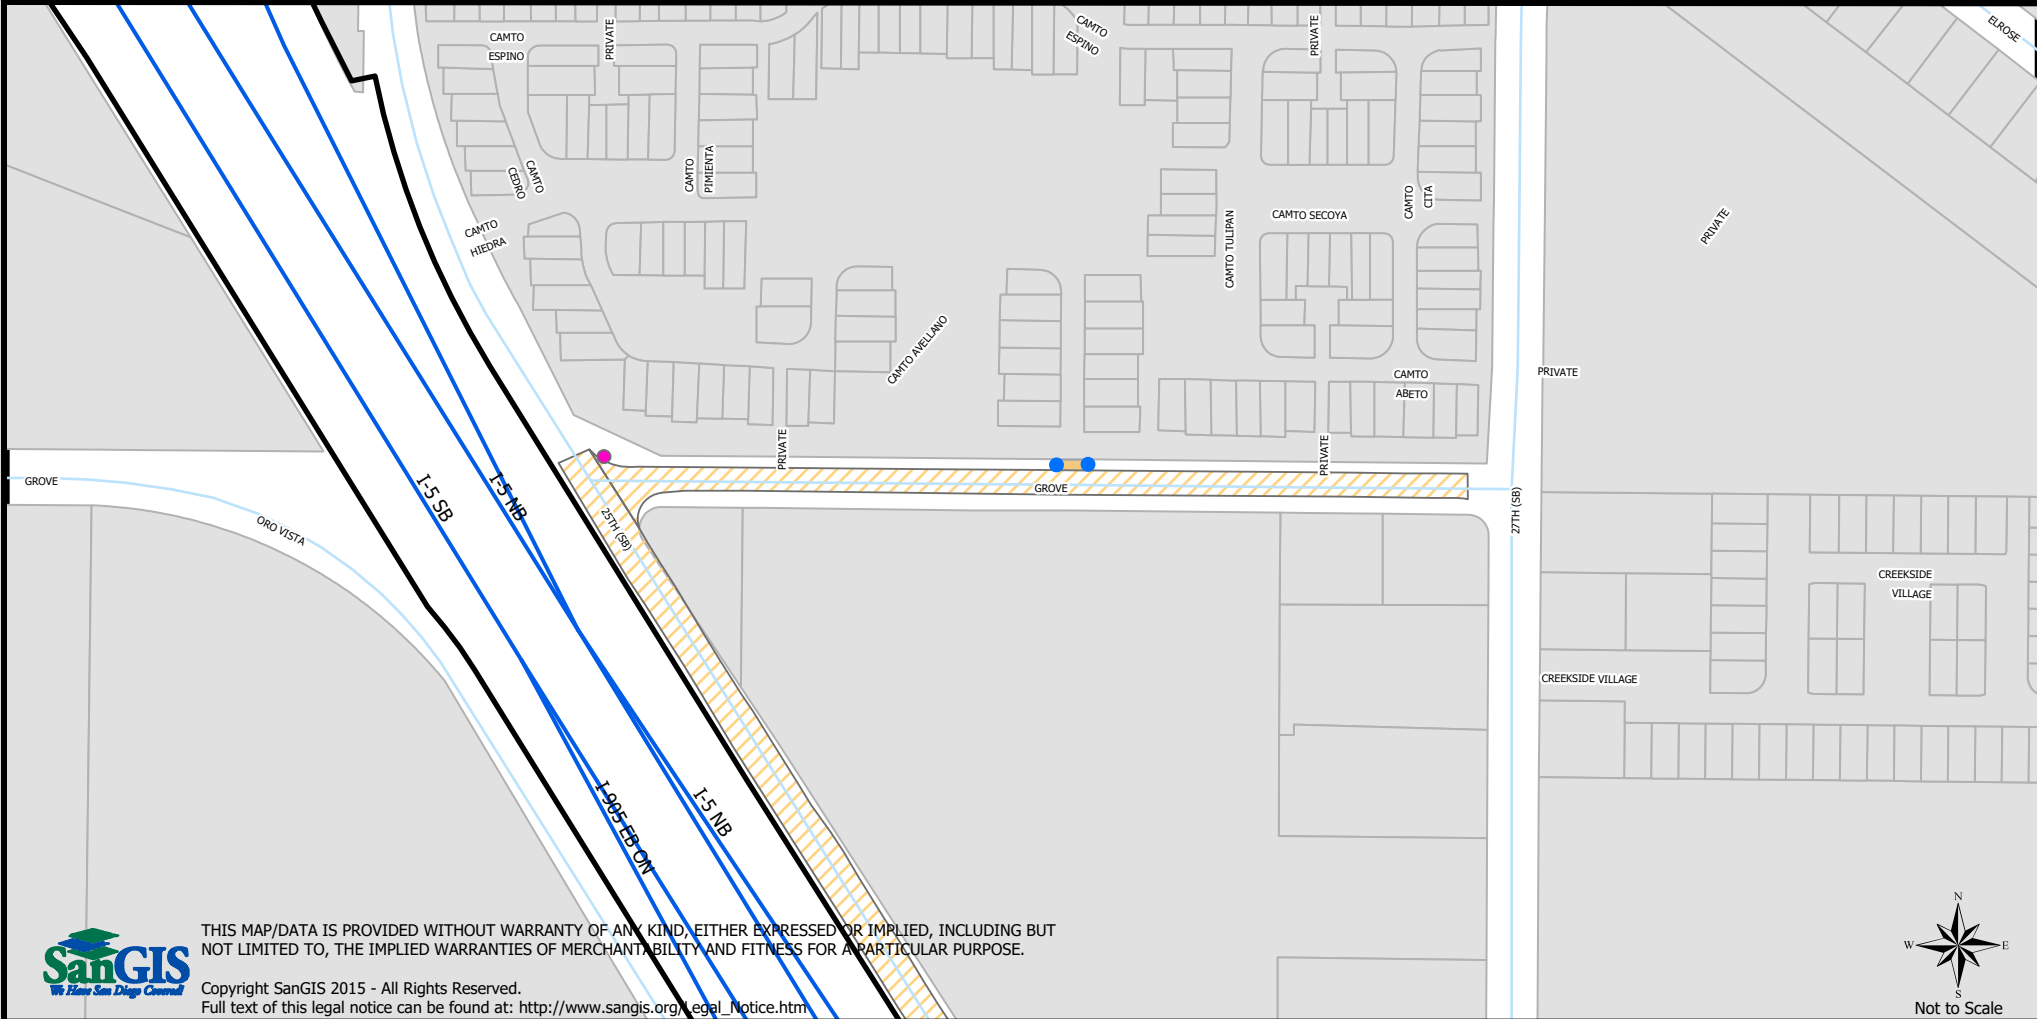 CAMTO
ESPINO
PRIVATE
CAMTO
ESPINO
PRIVATE
ELROSE
CAMTO
CEDRO
CAMTO
PIMIENTA
CAMTO
HIEDRA
CAMTO TULIPAN
CAMTO SECOYA
CAMTO
CITA
PRIVATE
CAMTO AVELLANO
CAMTO
ABETO
PRIVATE
PRIVATE
PRIVATE
GROVE
ORO VISTA
I-5 SB
I-5 NB
25TH (SB)
GROVE
27TH (SB)
CREEKSIDE
VILLAGE
CREEKSIDE VILLAGE
I-905 EB ON
I-5 NB
SanGIS
We Have San Diego Covered!
THIS MAP/DATA IS PROVIDED WITHOUT WARRANTY OF ANY KIND, EITHER EXPRESSED OR IMPLIED, INCLUDING BUT
NOT LIMITED TO, THE IMPLIED WARRANTIES OF MERCHANTABILITY AND FITNESS FOR A PARTICULAR PURPOSE.
Copyright SanGIS 2015 - All Rights Reserved.
Full text of this legal notice can be found at: http://www.sangis.org/Legal_Notice.htm
N
W
E
S
Not to Scale